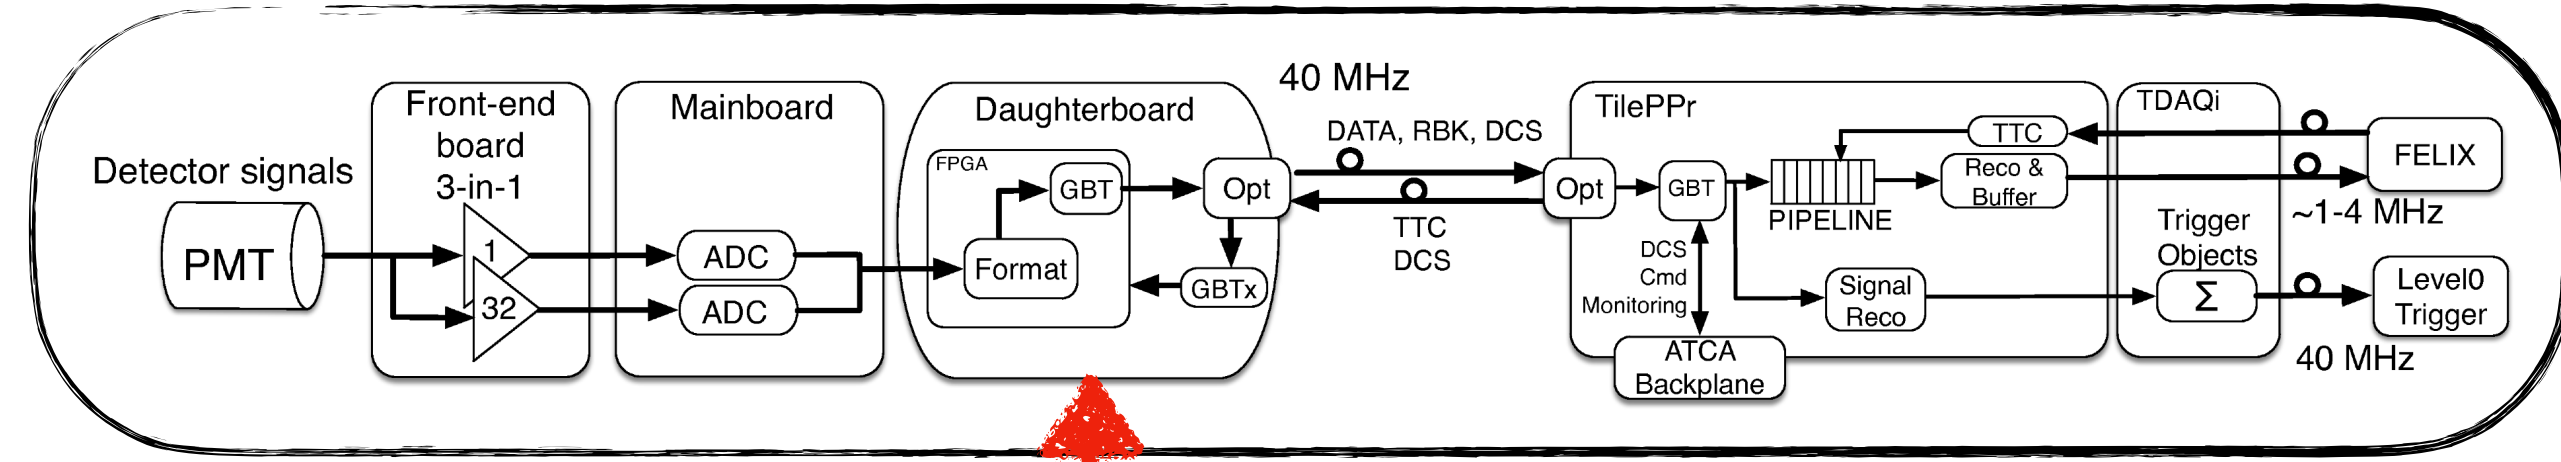 Detector signals
PMT
Front-end
board
3-in-1
1
32
Mainboard
ADC
ADC
Daughterboard
FPGA
GBT
Format
Opt
GBTx
40 MHz
DATA, RBK, DCS
TTC
DCS
TilePPr
Opt
GBT
PIPELINE
TTC
Reco &
Buffer
DCS
Cmd
Monitoring
Signal
Reco
ATCA
Backplane
TDAQi
Trigger
Objects
Σ
FELIX
~1-4 MHz
Level0
Trigger
40 MHz